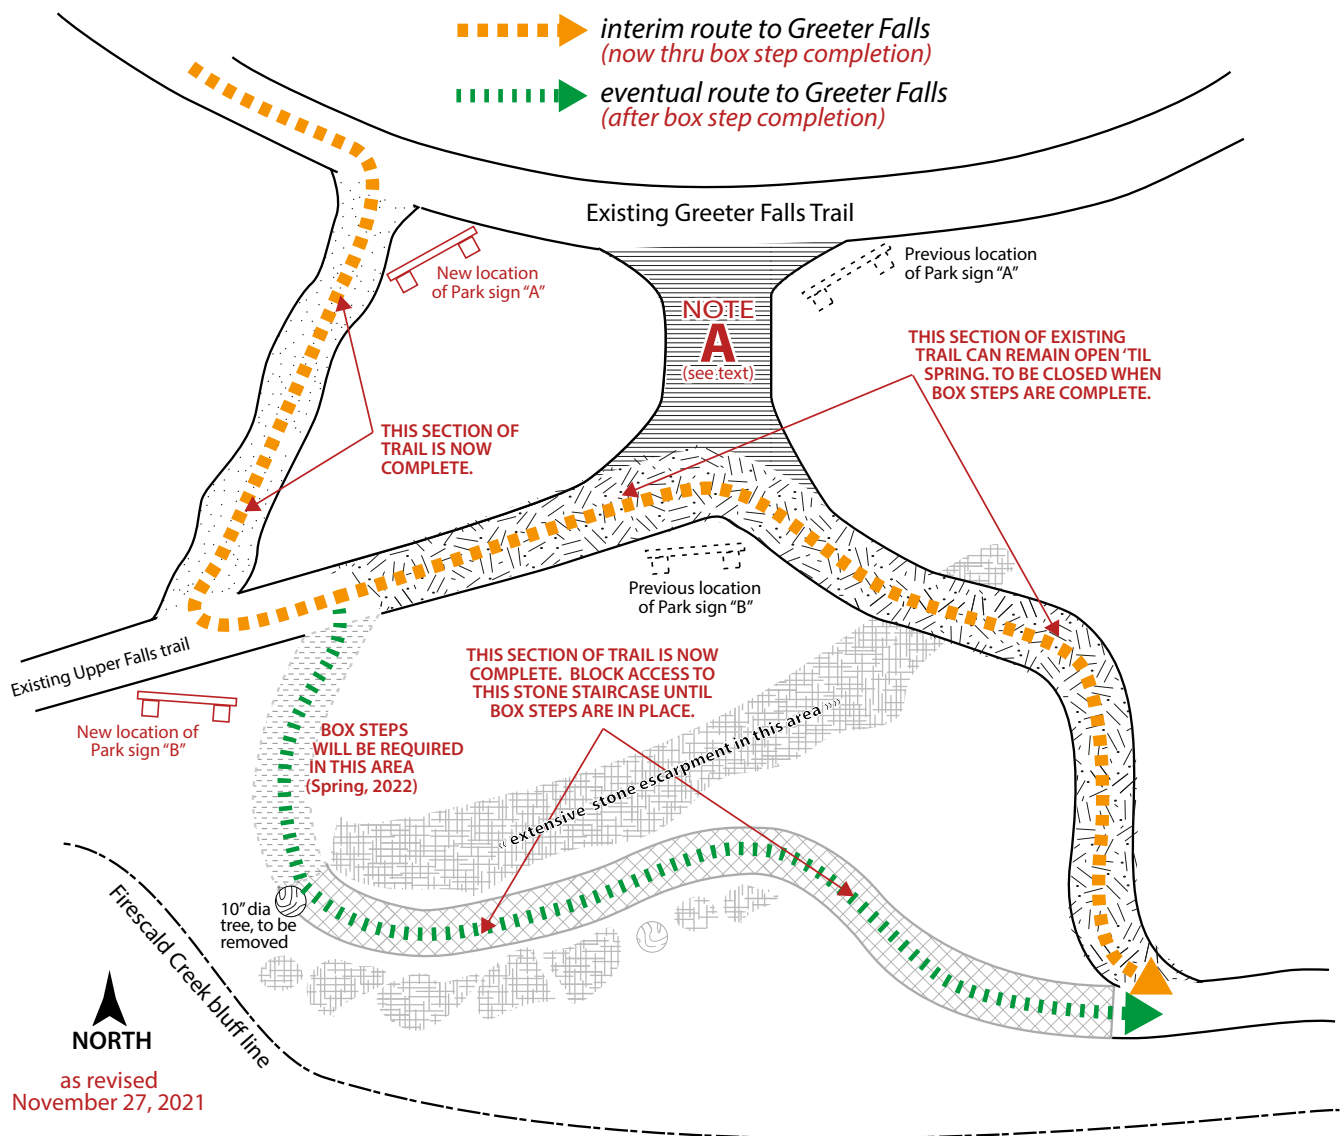 interim route to Greeter Falls
(now thru box step completion)
eventual route to Greeter Falls
(after box step completion)
Existing Greeter Falls Trail
New location
of Park sign "A"
Previous location
of Park sign "A"
NOTE
A
(see text)
THIS SECTION OF EXISTING
TRAIL CAN REMAIN OPEN 'TIL
SPRING. TO BE CLOSED WHEN
BOX STEPS ARE COMPLETE.
THIS SECTION OF
TRAIL IS NOW
COMPLETE.
Previous location
of Park sign "B"
Existing Upper Falls trail
THIS SECTION OF TRAIL IS NOW
COMPLETE. BLOCK ACCESS TO
THIS STONE STAIRCASE UNTIL
BOX STEPS ARE IN PLACE.
New location of
Park sign "B"
BOX STEPS
WILL BE REQUIRED
IN THIS AREA
(Spring, 2022)
‹‹ extensive stone escarpment in this area ›› ››
10" dia
tree, to be
removed
Firescald Creek bluff line
NORTH
as revised
November 27, 2021